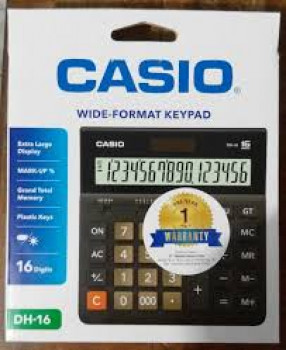 CASIO
WIDE-FORMAT KEYPAD
Extra Large
Display
MARK-UP %
Grand Total
Memory
Plastic Keys
16 Digits
DH-16
CASIO
1234567890123456
1
WARRANTY
GT
ON 7
MC
AC 4
MR
+/- 1 2 3
M-
C 0 000 •
= M+